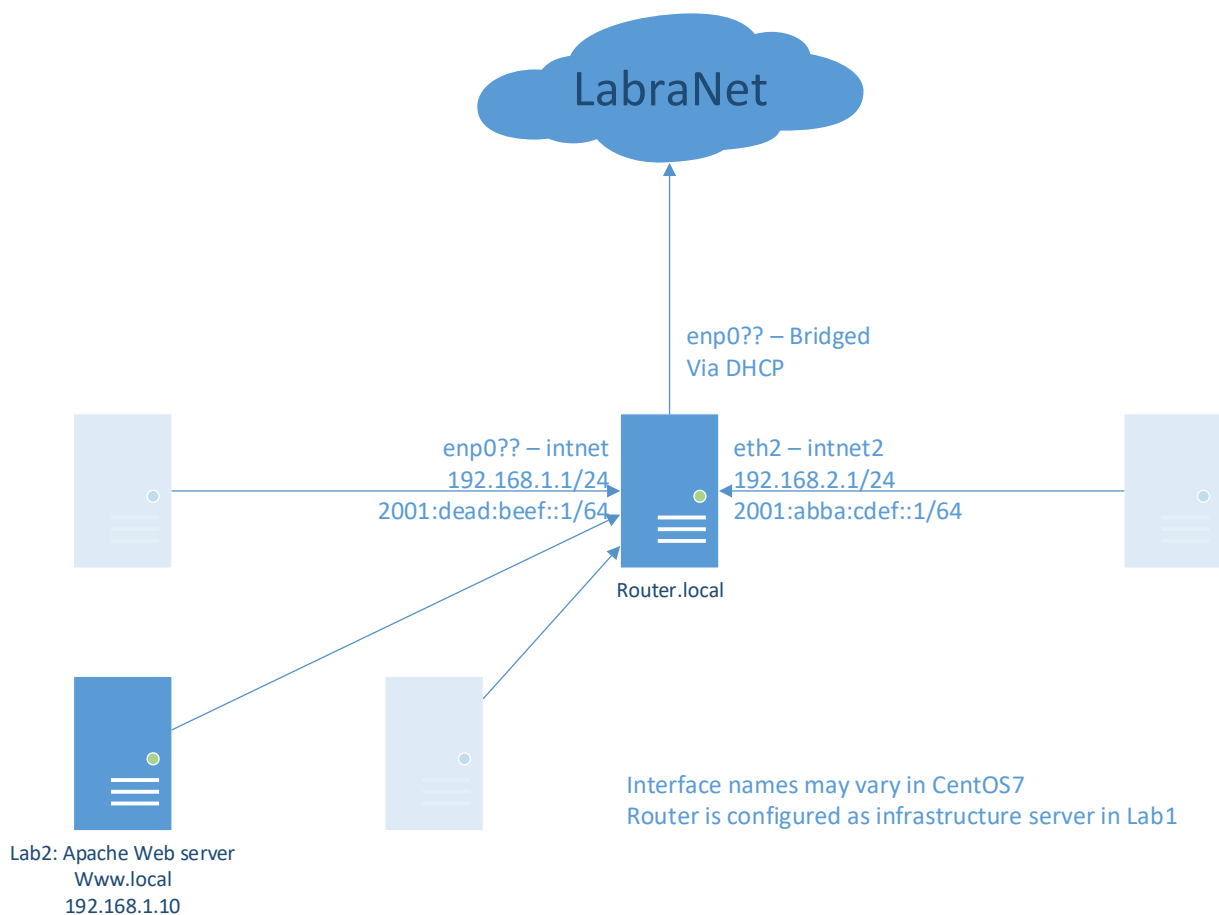 LabraNet
enp0?? – Bridged
Via DHCP
enp0?? – intnet
192.168.1.1/24
2001:dead:beef::1/64
eth2 – intnet2
192.168.2.1/24
2001:abba:cdef::1/64
Router.local
Interface names may vary in CentOS7
Router is configured as infrastructure server in Lab1
Lab2: Apache Web server
Www.local
192.168.1.10